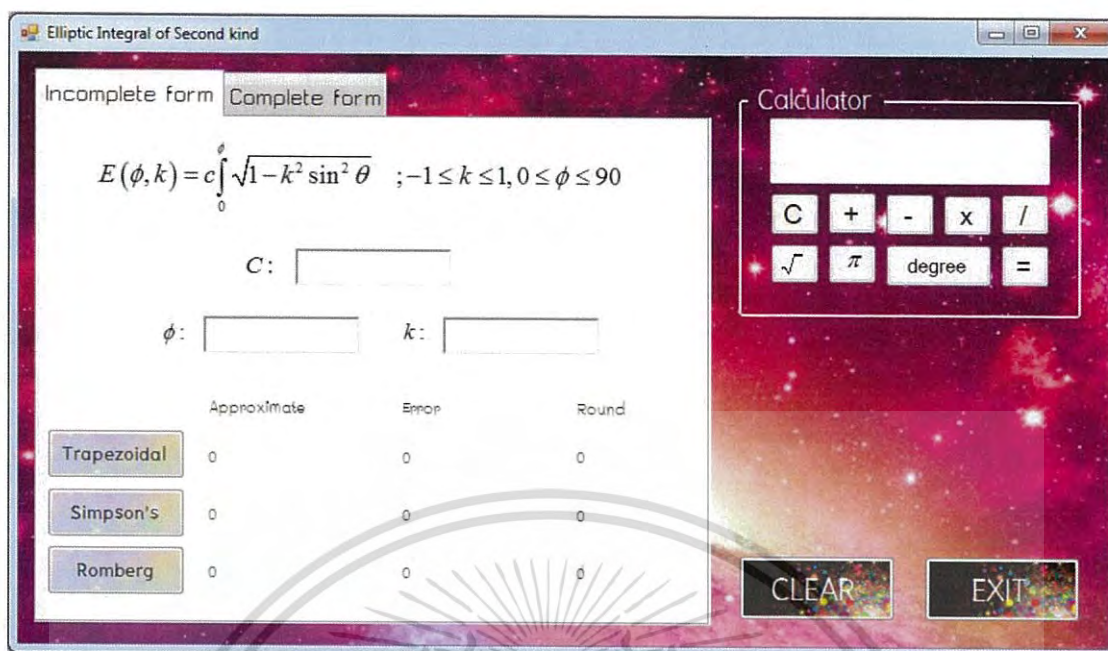 Elliptic Integral of Second kind
Incomplete form Complete form
E(ϕ,k) = c∫₀^ϕ √(1−k² sin² θ) ;−1 ≤ k ≤ 1, 0 ≤ ϕ ≤ 90
C:
ϕ: k:
Approximate Error Round
Trapezoidal 0 0 0
Simpson's 0 0 0
Romberg 0 0 0
Calculator
C + - x /
√ π degree =
CLEAR EXIT